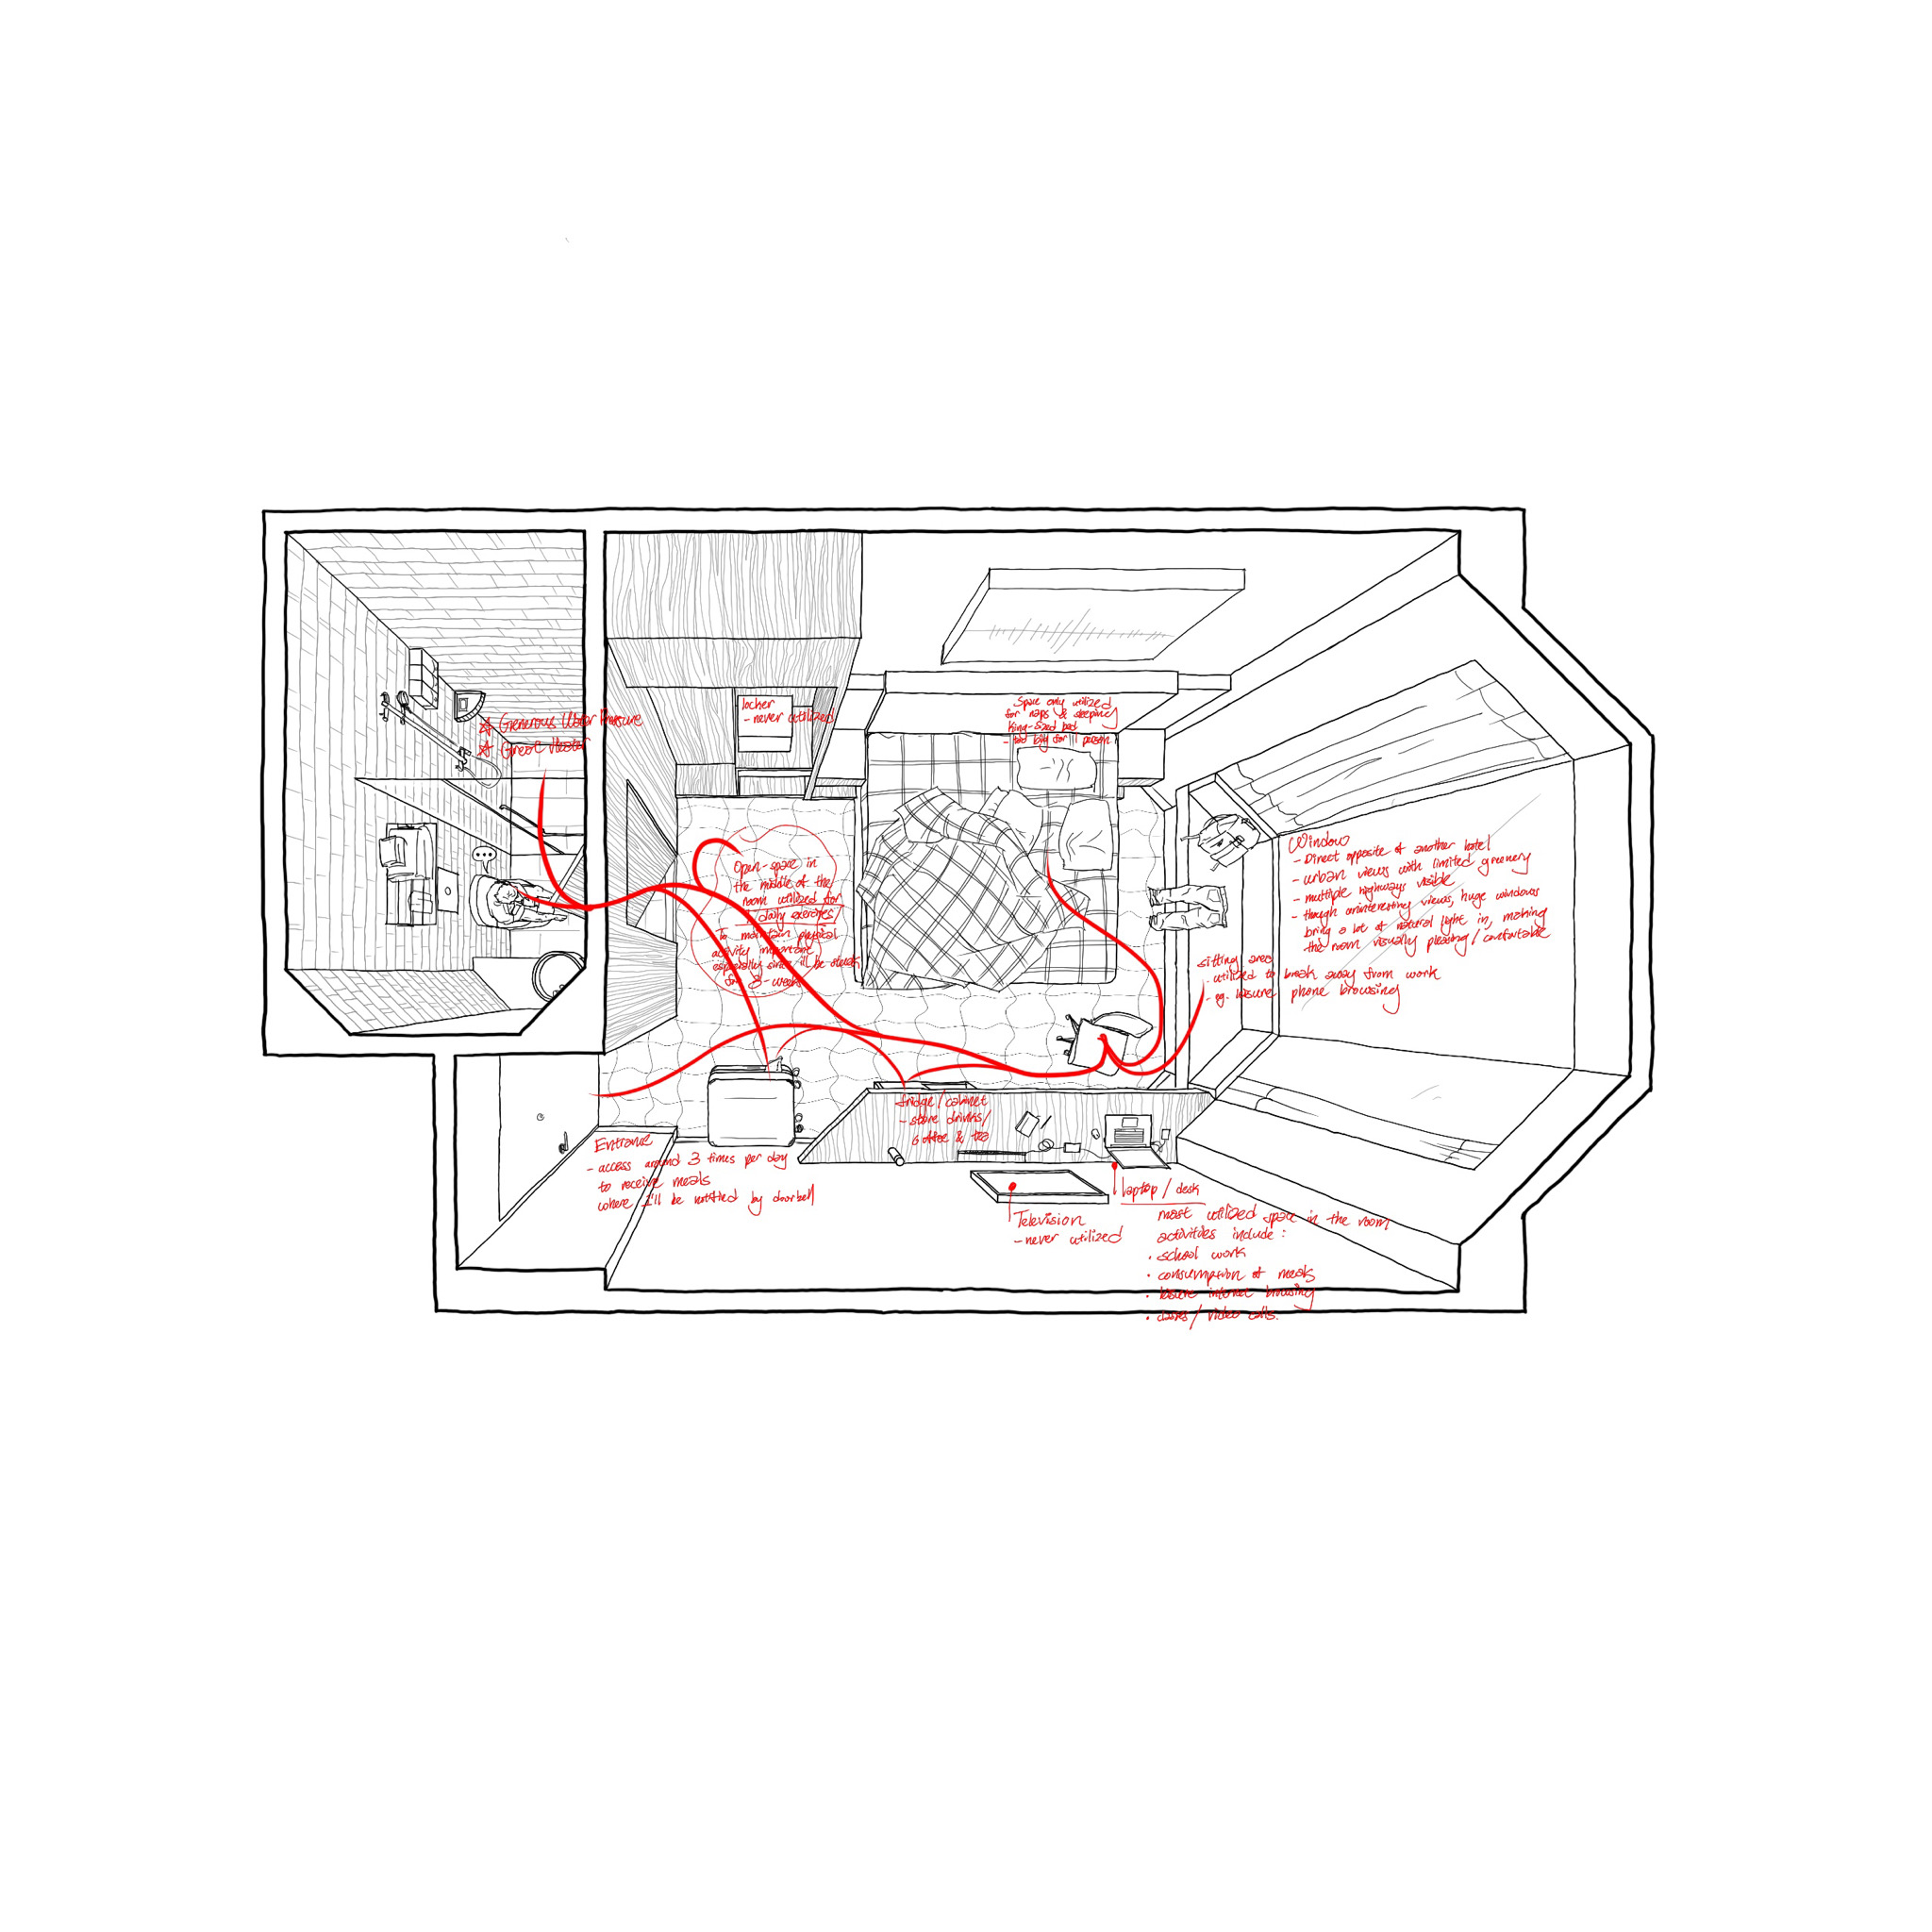 ☆ Generous Water Pressure
☆ Great Heater
locker
- never utilized
Space only utilized
for naps & sleeping
King-sized bed
- too big for 1 person
Open-space in
the middle of the
room utilized for
daily exercises/
To maintain physical
activity important
especially since i'll be stuck
for 3-weeks
Window
- Direct opposite of another hotel
- urban views with limited greenery
- multiple highways visible
- though uninteresting views, huge windows
bring a lot of natural light in, making
the room visually pleasing / comfortable
sitting area
- utilized to break away from work
- eg. leisure phone browsing
fridge/cabinet
- store drinks/
coffee & tea
Entrance
- access around 3 times per day
to receive meals
where I'll be notified by doorbell
Television
- never utilized
laptop / desk
most utilized space in the room
activities include:
· school work
· consumption of meals
· leisure internet browsing
· / video calls.